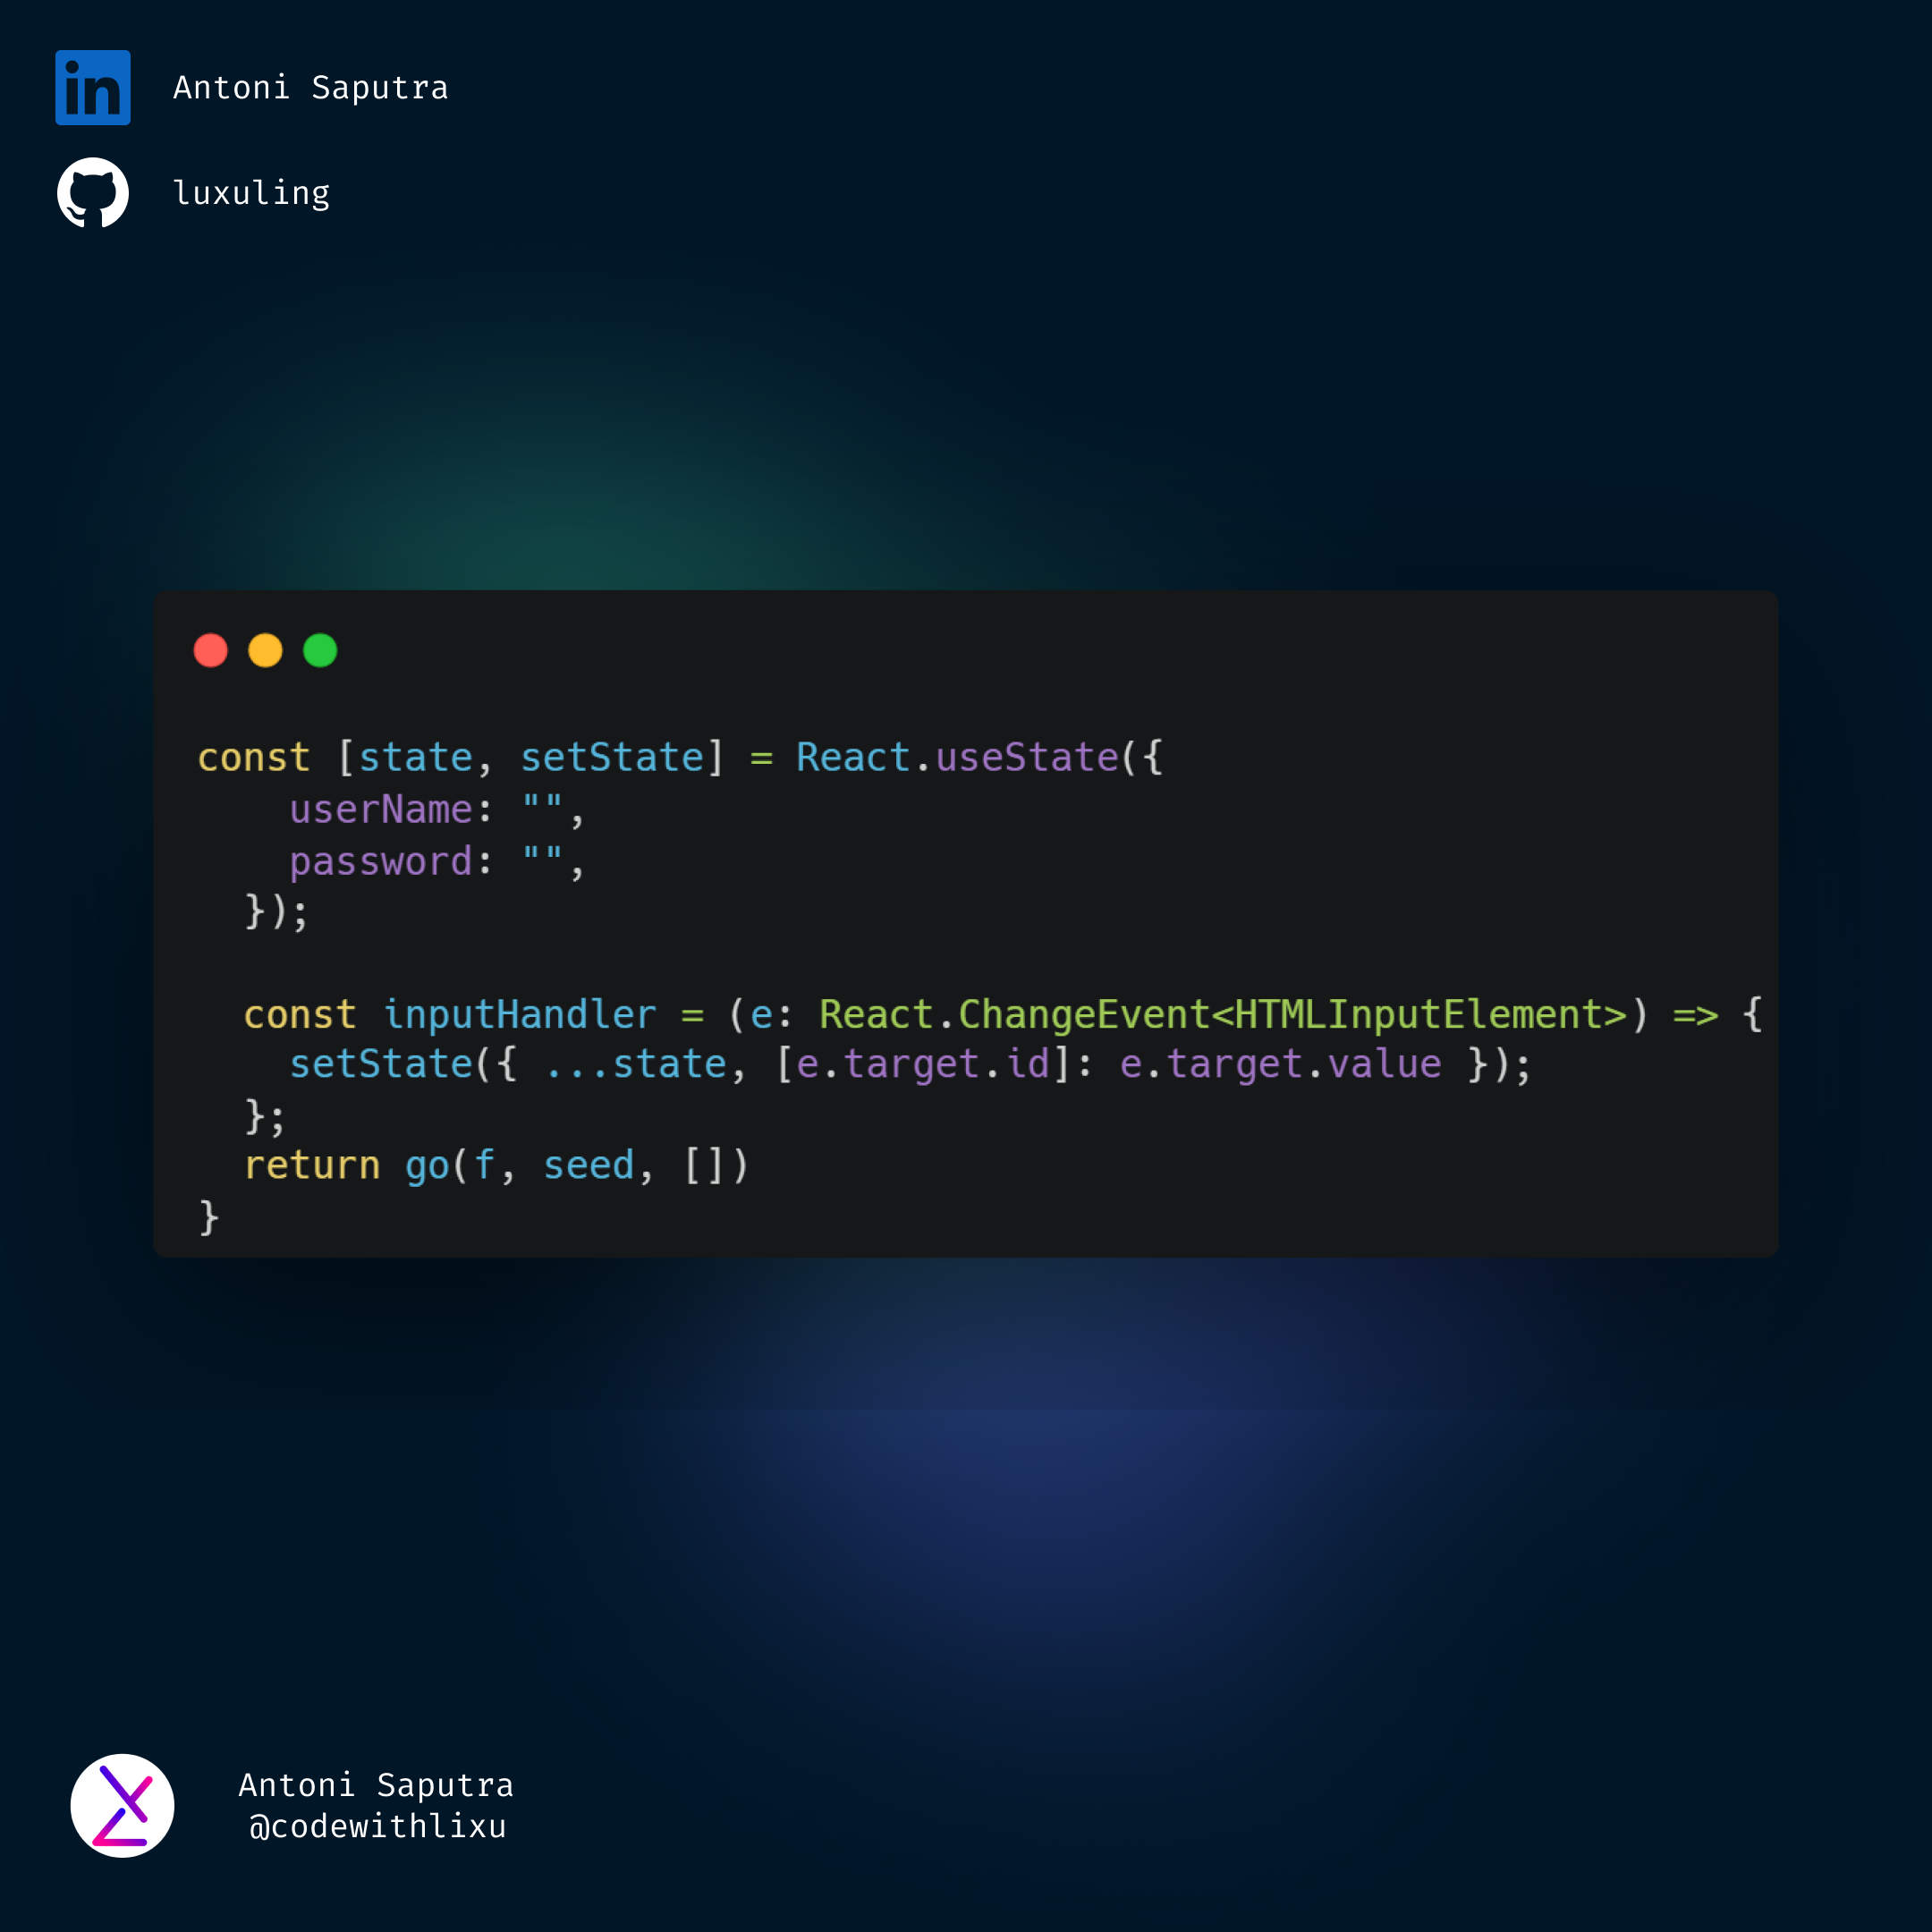 in
Antoni Saputra
luxuling
const [state, setState] = React.useState({
    userName: "",
    password: "",
  });

  const inputHandler = (e: React.ChangeEvent<HTMLInputElement>) => {
    setState({ ...state, [e.target.id]: e.target.value });
  };
  return go(f, seed, [])
}
Antoni Saputra
@codewithlixu